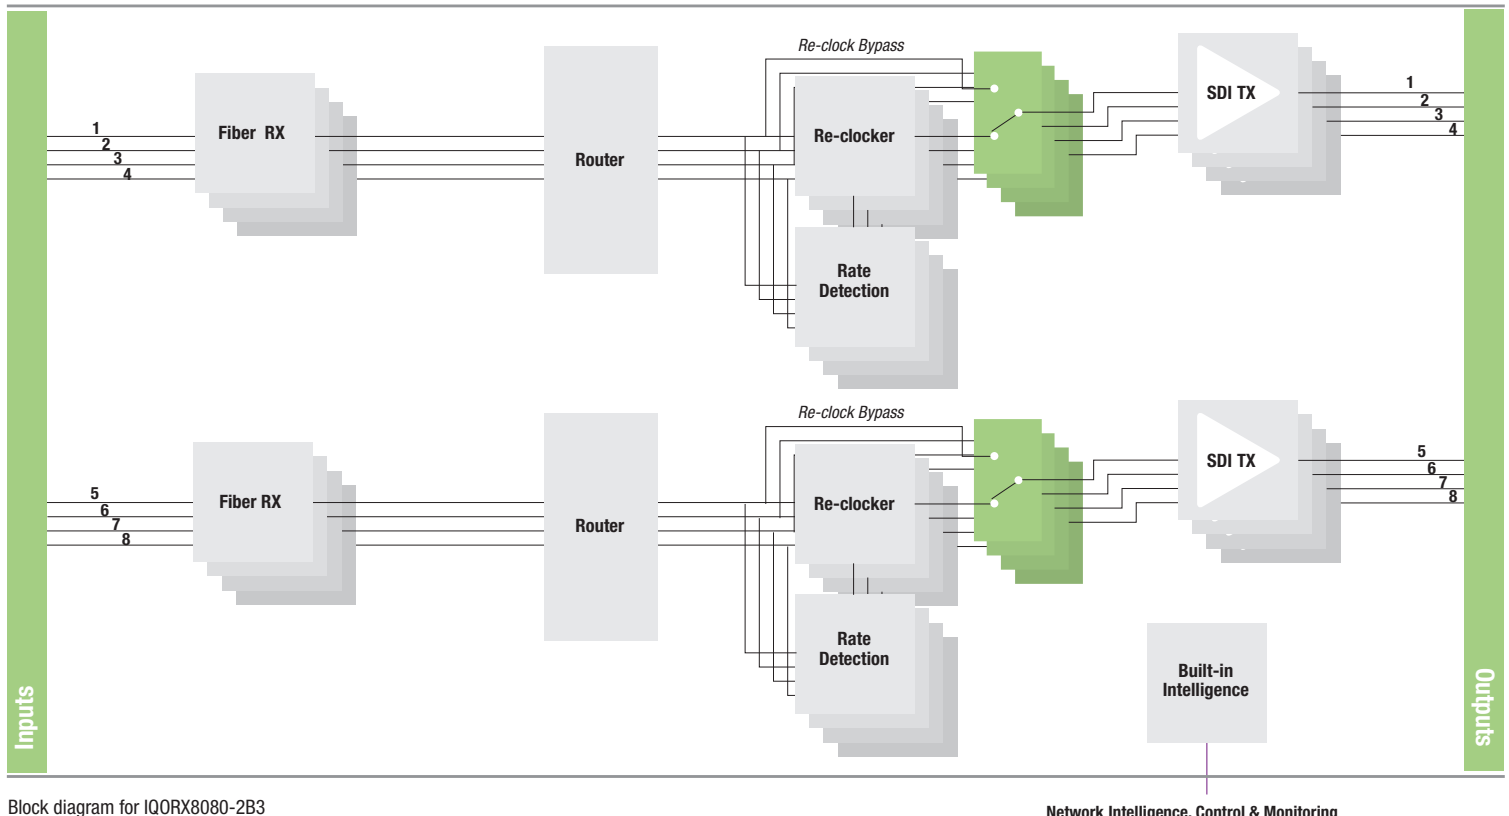 Re-clock Bypass
1
2
3
4
Fiber RX
Router
Re-clocker
Rate
Detection
SDI TX
1
2
3
4
Re-clock Bypass
5
6
7
8
Fiber RX
Router
Re-clocker
Rate
Detection
SDI TX
5
6
7
8
Built-in
Intelligence
Inputs
Outputs
Block diagram for IQORX8080-2B3
Network Intelligence, Control & Monitoring